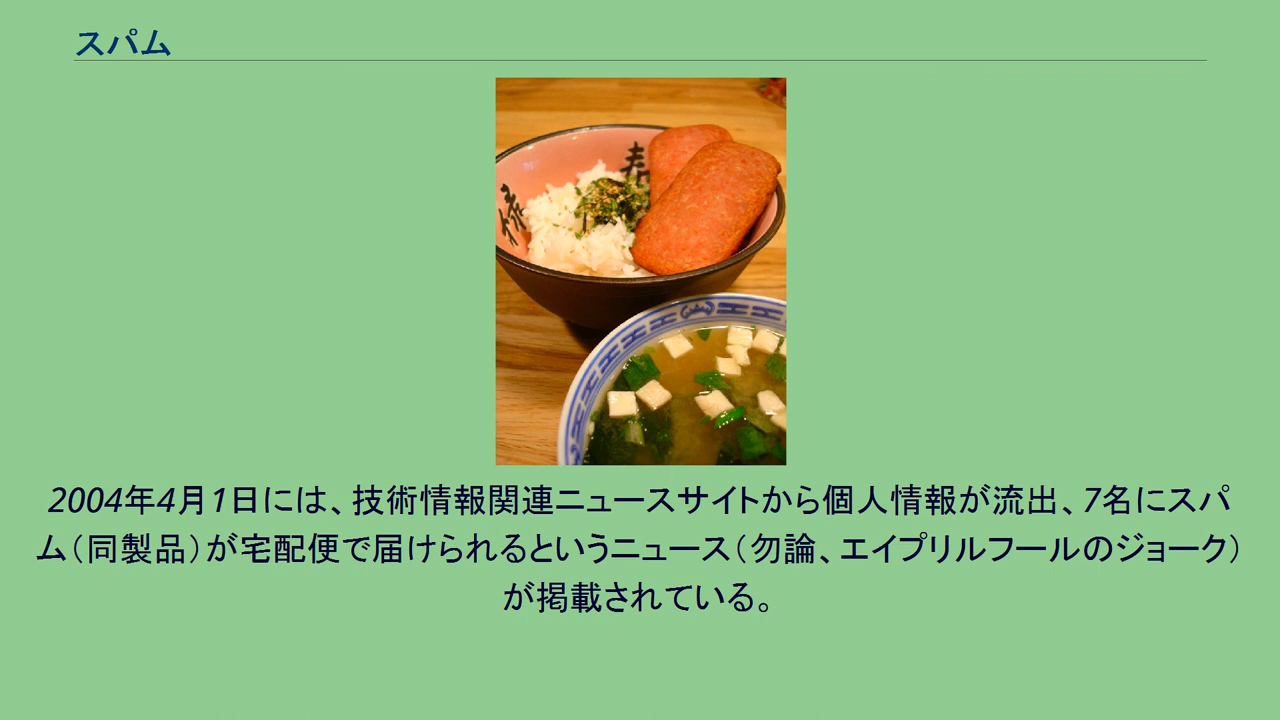 スパム
寿
縁
2004年4月1日には、技術情報関連ニュースサイトから個人情報が流出、7名にスパ
ム（同製品）が宅配便で届けられるというニュース（勿論、エイプリルフールのジョーク）
が掲載されている。